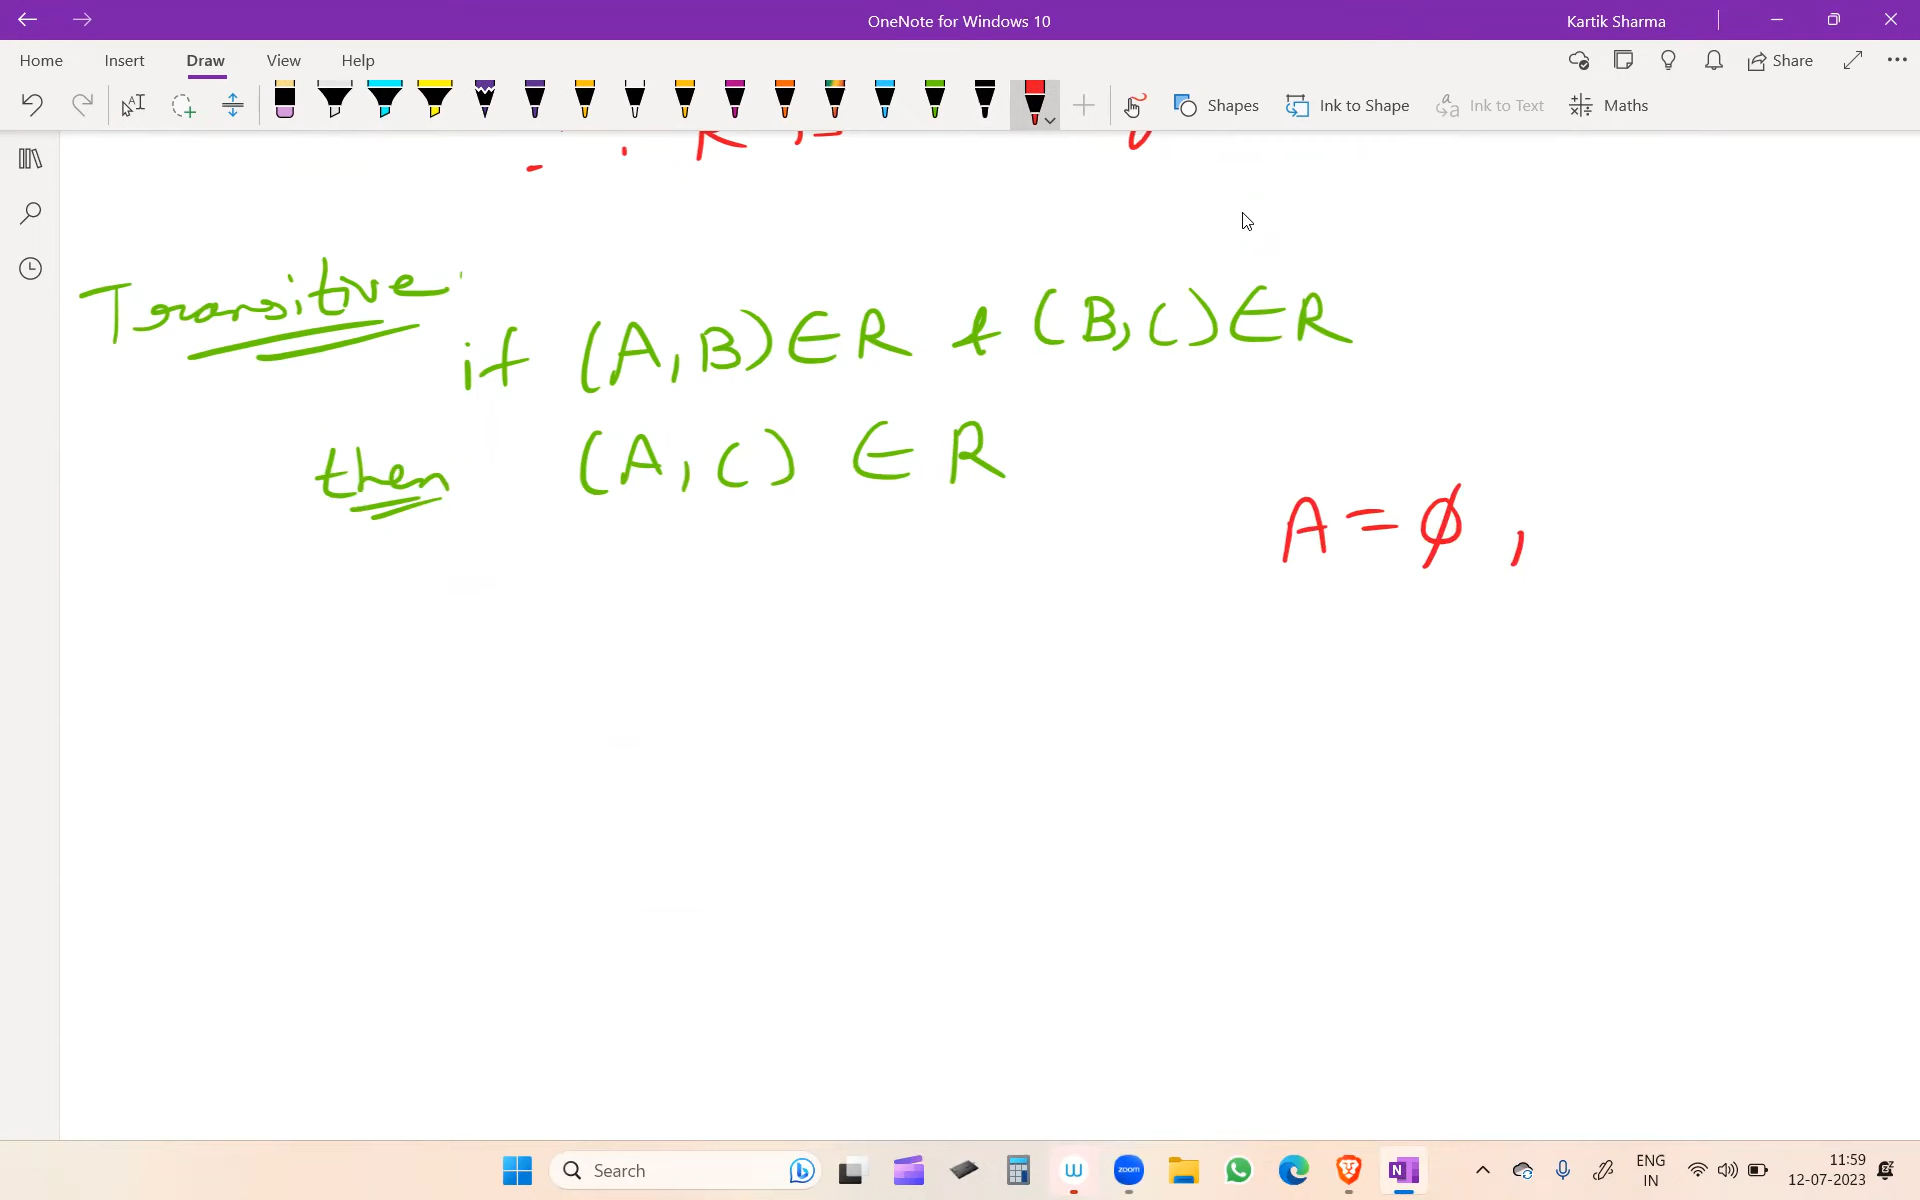 OneNote for Windows 10
Kartik Sharma
Home Insert Draw View Help
Share
Shapes Ink to Shape Ink to Text Maths
Transitive
if (A, B) ∈ R & (B, C) ∈ R
then (A, C) ∈ R
A = ϕ ,
Search
zoom
ENG
IN
11:59
12-07-2023